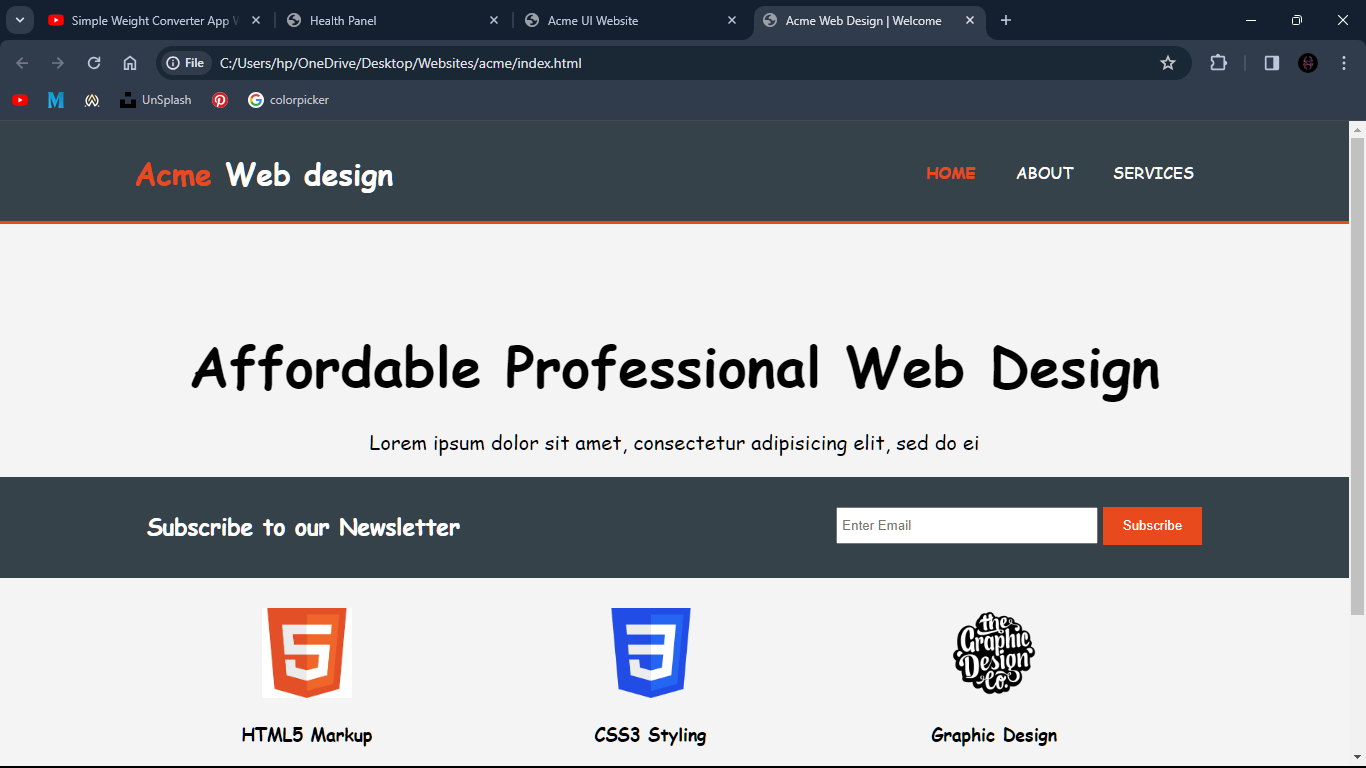 Simple Weight Converter App
Health Panel
Acme UI Website
Acme Web Design | Welcome
File
C:/Users/hp/OneDrive/Desktop/Websites/acme/index.html
UnSplash
colorpicker
Acme Web design
HOME
ABOUT
SERVICES
Affordable Professional Web Design
Lorem ipsum dolor sit amet, consectetur adipisicing elit, sed do ei
Subscribe to our Newsletter
Enter Email
Subscribe
the
Graphic
Design
Co.
HTML5 Markup
CSS3 Styling
Graphic Design